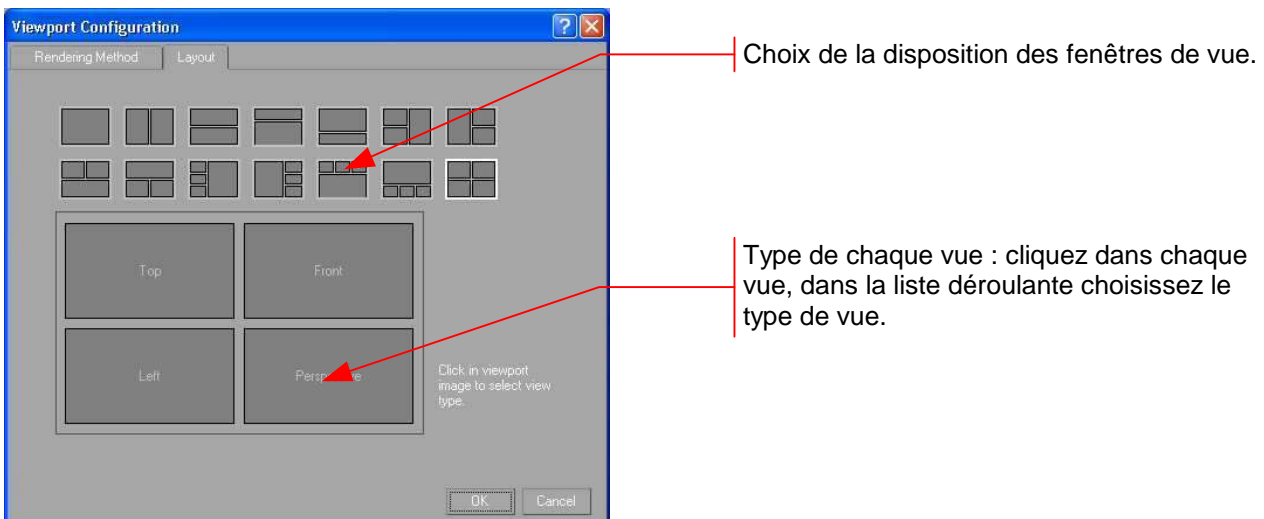 Viewport Configuration
Rendering Method
Layout
Choix de la disposition des fenêtres de vue.
Top
Front
Left
Click in viewport
image to select view
type.
Type de chaque vue : cliquez dans chaque
vue, dans la liste déroulante choisissez le
type de vue.
OK
Cancel